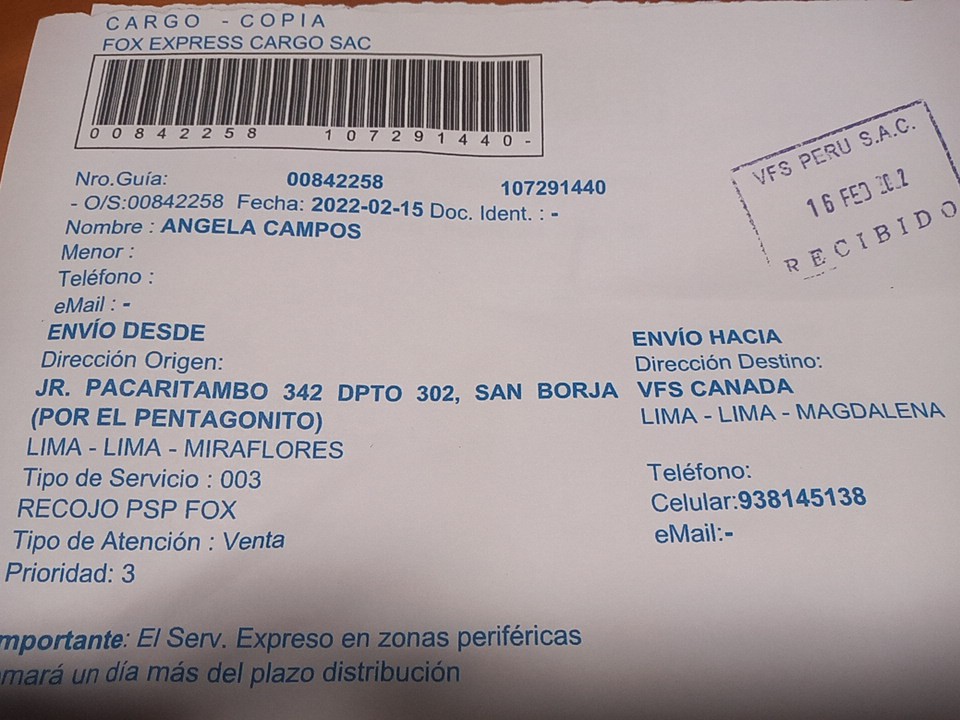 CARGO - COPIA
FOX EXPRESS CARGO SAC
00842258 107291440-
Nro.Guía: 00842258 107291440
- O/S:00842258 Fecha: 2022-02-15 Doc. Ident. : -
Nombre : ANGELA CAMPOS
Menor :
Teléfono :
eMail : -
VFS PERU S.A.C.
16 FEB
RECIBIDO
ENVÍO DESDE
Dirección Origen:
JR. PACARITAMBO 342 DPTO 302, SAN BORJA
(POR EL PENTAGONITO)
LIMA - LIMA - MIRAFLORES
Tipo de Servicio : 003
RECOJO PSP FOX
Tipo de Atención : Venta
Prioridad: 3
ENVÍO HACIA
Dirección Destino:
VFS CANADA
LIMA - LIMA - MAGDALENA
Teléfono:
Celular:938145138
eMail:-
mportante: El Serv. Expreso en zonas periféricas
mará un día más del plazo distribución